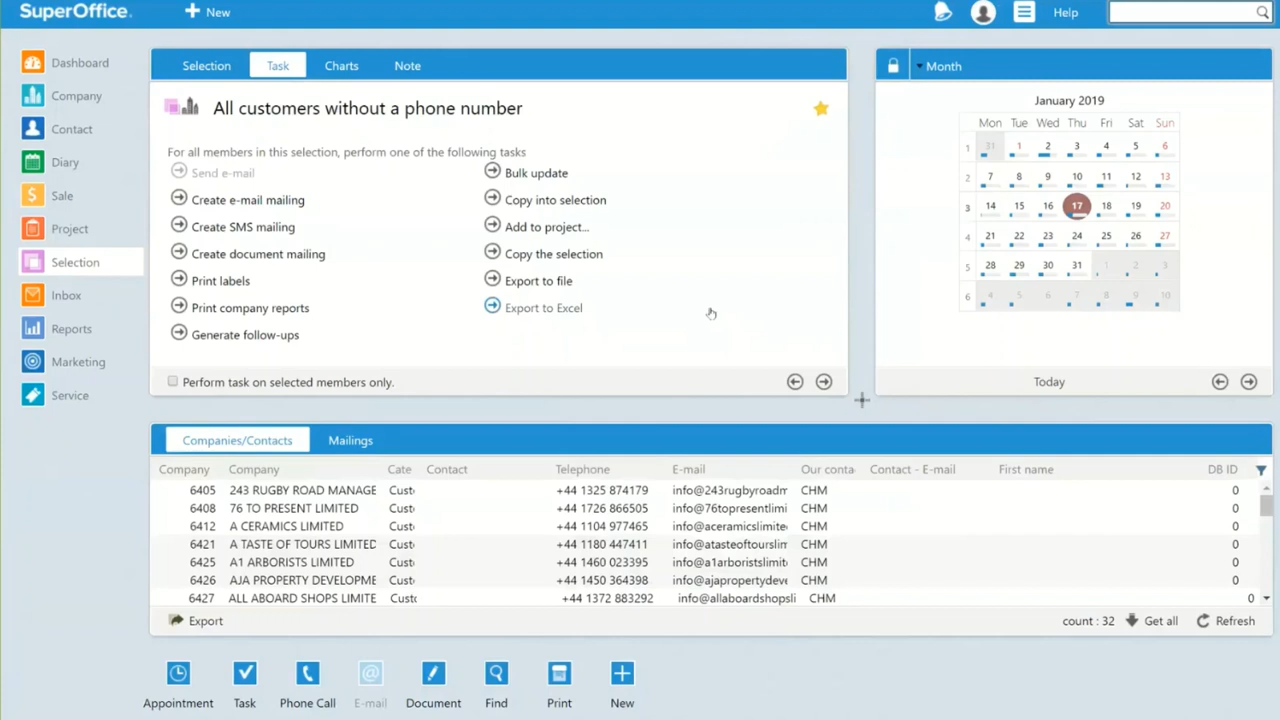 SuperOffice.
New
Help
Dashboard
Company
Contact
Diary
Sale
Project
Selection
Inbox
Reports
Marketing
Service
Selection Task Charts Note
All customers without a phone number
For all members in this selection, perform one of the following tasks
Send e-mail
Create e-mail mailing
Create SMS mailing
Create document mailing
Print labels
Print company reports
Generate follow-ups
Bulk update
Copy into selection
Add to project...
Copy the selection
Export to file
Export to Excel
Perform task on selected members only.
Month
January 2019
Mon Tue Wed Thu Fri Sat Sun
1 31 1 2 3 4 5 6
2 7 8 9 10 11 12 13
3 14 15 16 17 18 19 20
4 21 22 23 24 25 26 27
5 28 29 30 31 1 2 3
6 4 5 6 7 8 9 10
Today
Companies/Contacts Mailings
Company Company Cate Contact Telephone E-mail Our conta Contact - E-mail First name DB ID
6405 243 RUGBY ROAD MANAGE Cust +44 1325 874179 info@243rugbyroadm CHM 0
6408 76 TO PRESENT LIMITED Cust +44 1726 866505 info@76topresentlimi CHM 0
6412 A CERAMICS LIMITED Cust +44 1104 977465 info@aceramicslimite CHM 0
6421 A TASTE OF TOURS LIMITED Cust +44 1180 447411 info@atasteoftourslim CHM 0
6425 A1 ARBORISTS LIMITED Cust +44 1460 023395 info@a1arboristslimit CHM 0
6426 AJA PROPERTY DEVELOPME Cust +44 1450 364398 info@ajapropertydeve CHM 0
6427 ALL ABOARD SHOPS LIMITE Cust +44 1372 883292 info@allaboardshopsli CHM 0
Export
count : 32 Get all Refresh
Appointment Task Phone Call E-mail Document Find Print New